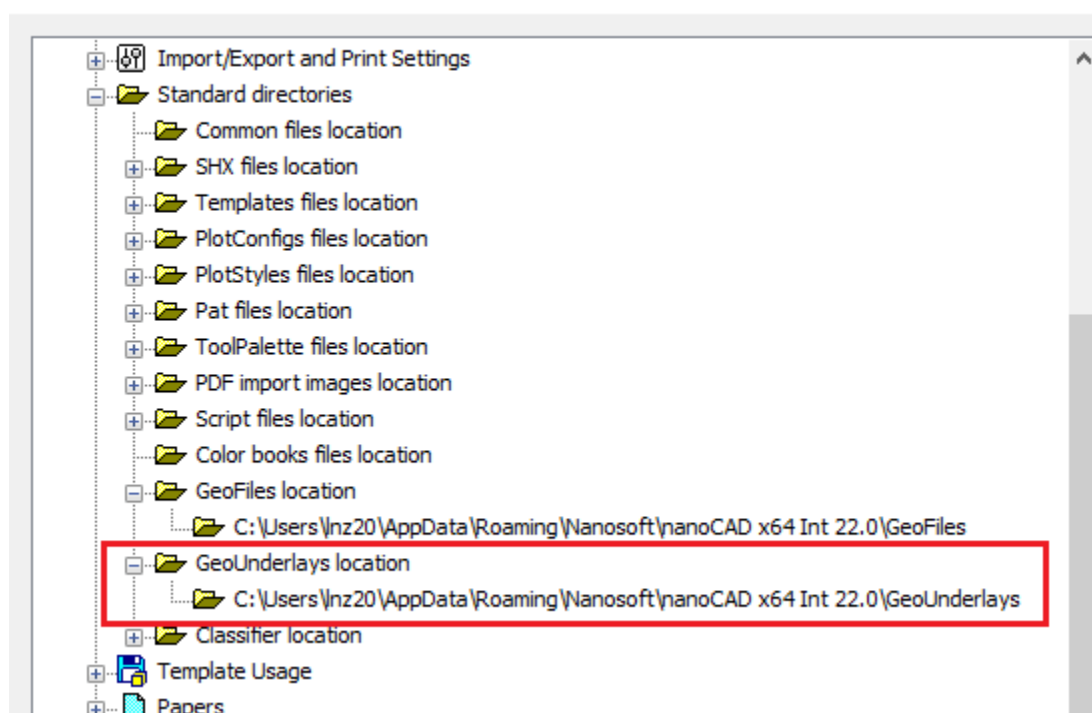 Import/Export and Print Settings
Standard directories
Common files location
SHX files location
Templates files location
PlotConfigs files location
PlotStyles files location
Pat files location
ToolPalette files location
PDF import images location
Script files location
Color books files location
GeoFiles location
C:\Users\lnz20\AppData\Roaming\Nanosoft\nanoCAD x64 Int 22.0\GeoFiles
GeoUnderlays location
C:\Users\lnz20\AppData\Roaming\Nanosoft\nanoCAD x64 Int 22.0\GeoUnderlays
Classifier location
Template Usage
Papers